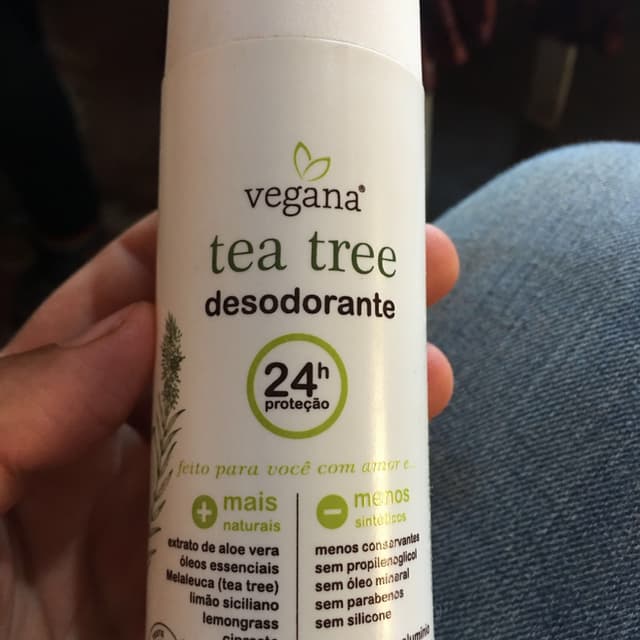 vegana®
tea tree
desodorante
24h
proteção
feito para você com amor e...
+ mais
naturais
extrato de aloe vera
óleos essenciais
Melaleuca (tea tree)
limão siciliano
lemongrass
- menos
sintéticos
menos conservantes
sem propilenoglicol
sem óleo mineral
sem parabenos
sem silicone